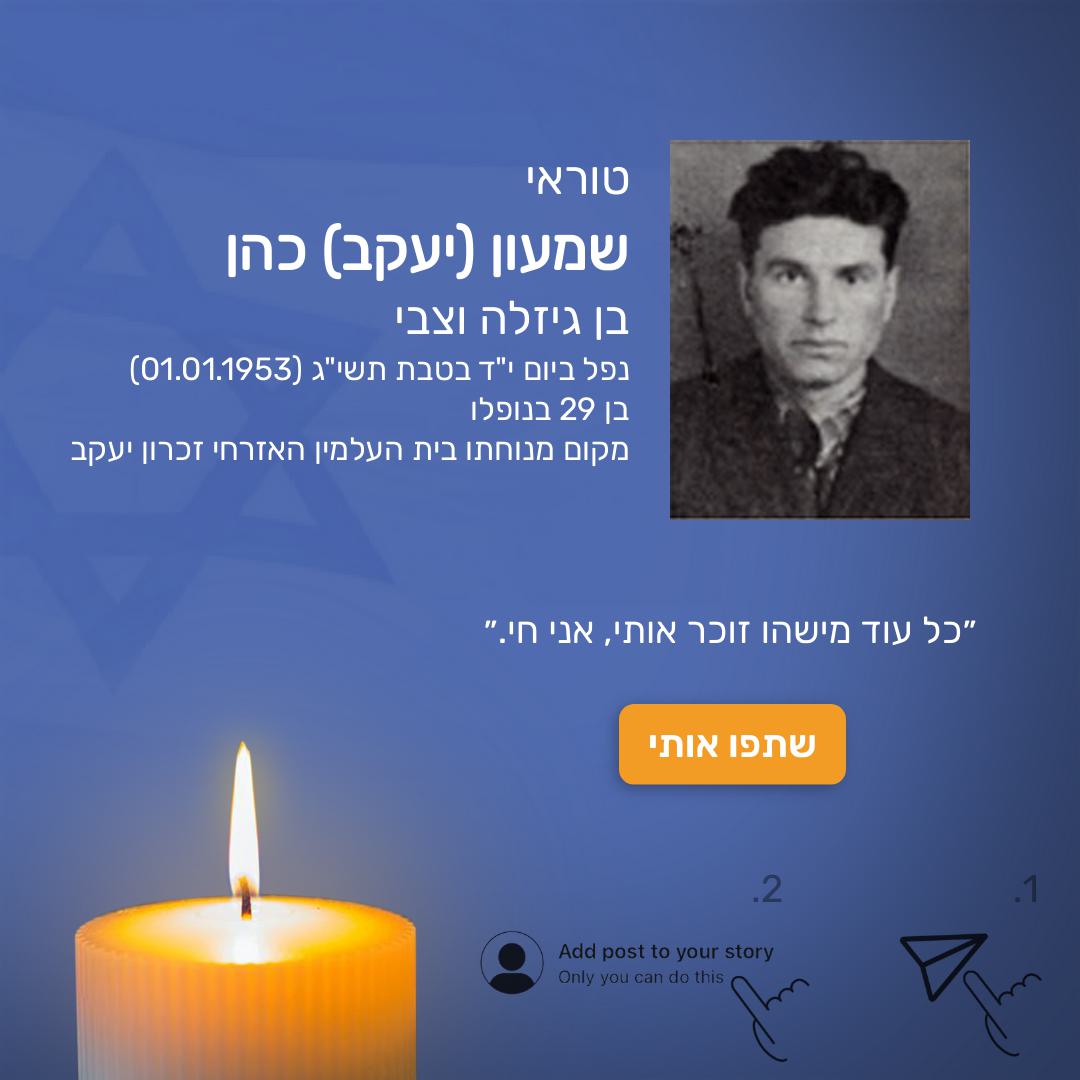 טוראי
שמעון (יעקב) כהן
בן גיזלה וצבי
נפל ביום י"ד בטבת תשי"ג (01.01.1953)
בן 29 בנופלו
מקום מנוחתו בית העלמין האזרחי זכרון יעקב
״כל עוד מישהו זוכר אותי, אני חי.״
שתפו אותי
1.
2.
Add post to your story
Only you can do this